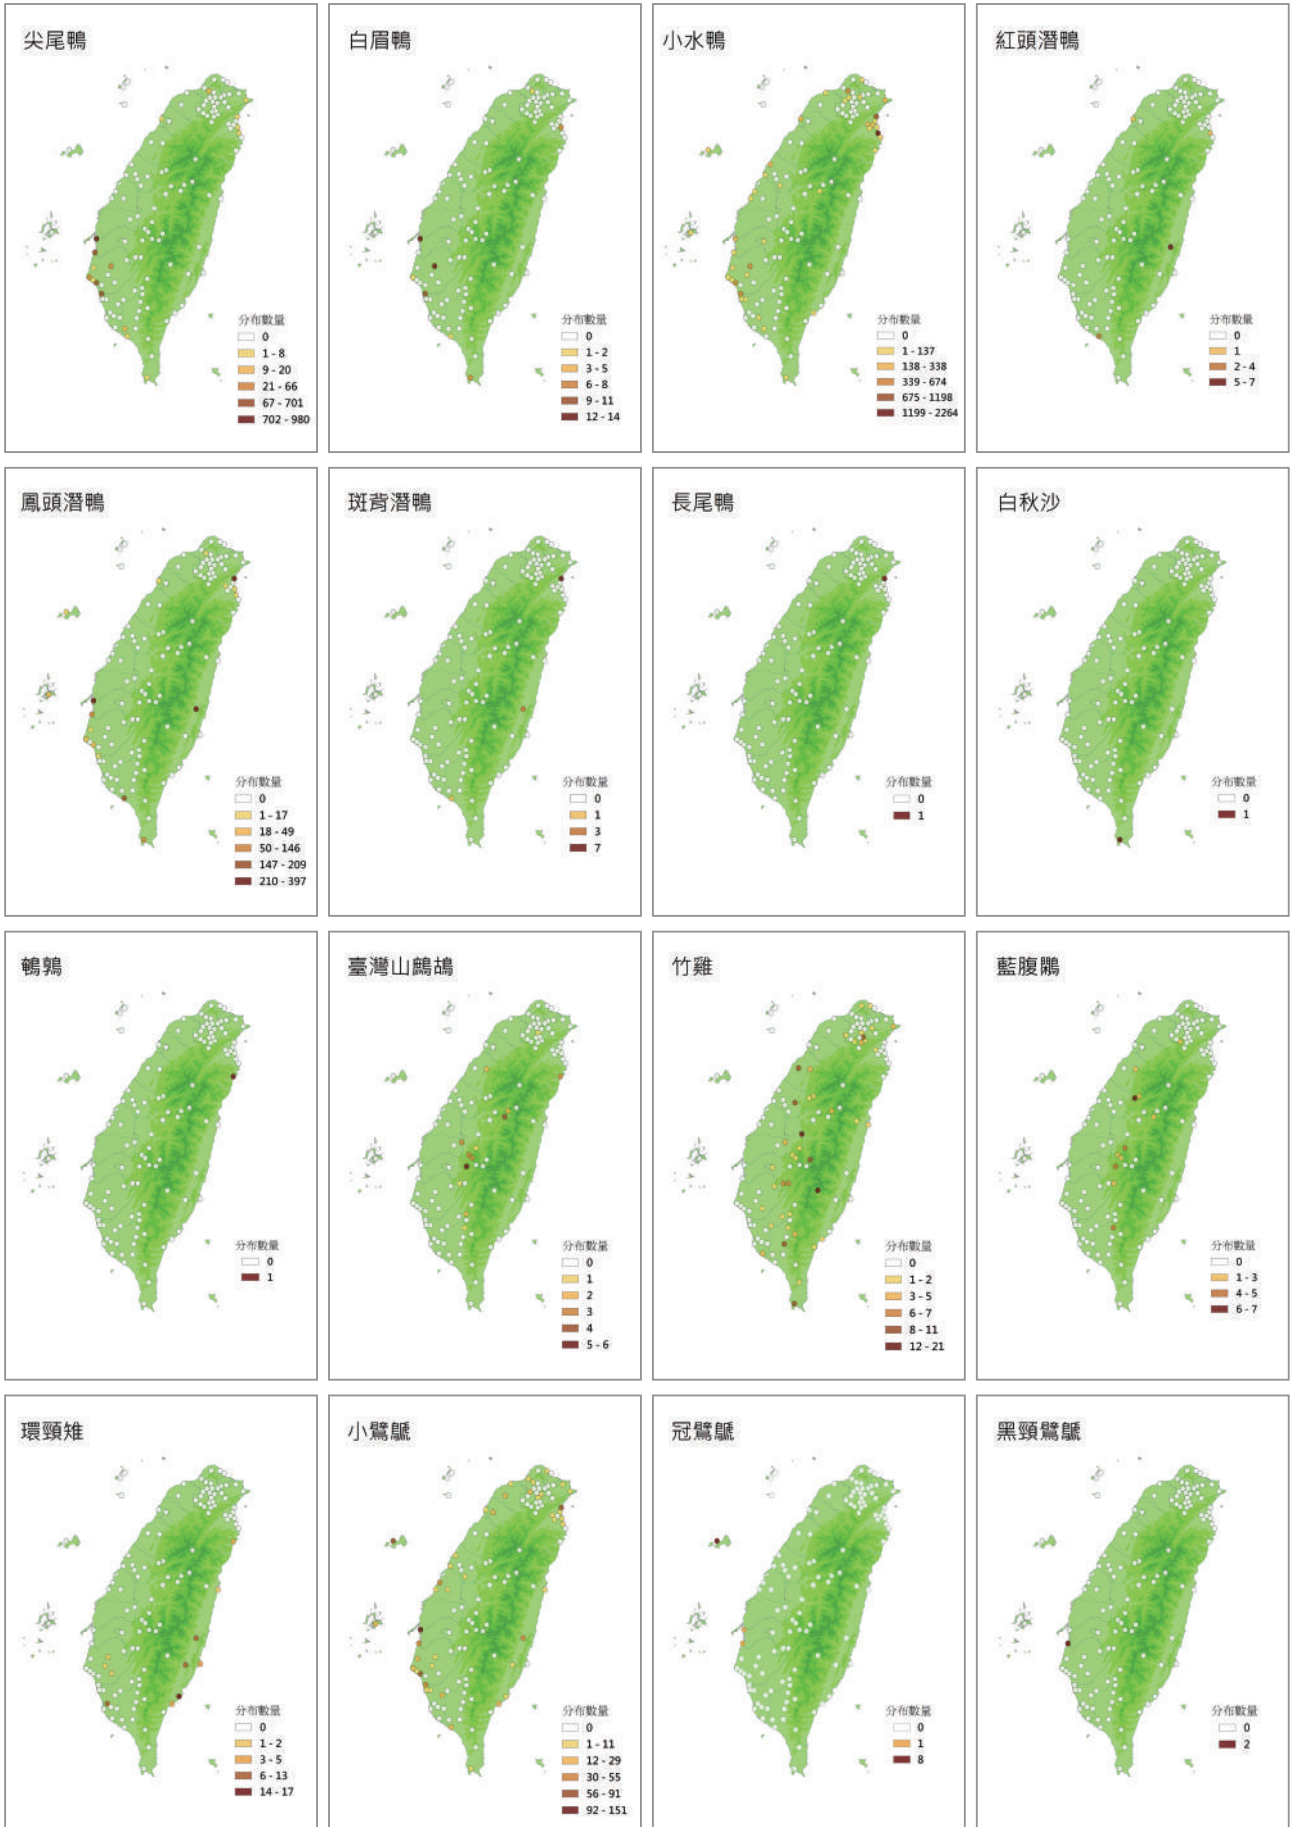 尖尾鴨
分布數量
0
1 - 8
9 - 20
21 - 66
67 - 701
702 - 980
白眉鴨
分布數量
0
1 - 2
3 - 5
6 - 8
9 - 11
12 - 14
小水鴨
分布數量
0
1 - 137
138 - 338
339 - 674
675 - 1198
1199 - 2264
紅頭潛鴨
分布數量
0
1
2 - 4
5 - 7
鳳頭潛鴨
分布數量
0
1 - 17
18 - 49
50 - 146
147 - 209
210 - 397
斑背潛鴨
分布數量
0
1
3
7
長尾鴨
分布數量
0
1
白秋沙
分布數量
0
1
鵪鶉
分布數量
0
1
臺灣山鷓鴣
分布數量
0
1
2
3
4
5 - 6
竹雞
分布數量
0
1 - 2
3 - 5
6 - 7
8 - 11
12 - 21
藍腹鷴
分布數量
0
1 - 3
4 - 5
6 - 7
環頸雉
分布數量
0
1 - 2
3 - 5
6 - 13
14 - 17
小鷿鷈
分布數量
0
1 - 11
12 - 29
30 - 55
56 - 91
92 - 151
冠鷿鷈
分布數量
0
1
8
黑頸鷿鷈
分布數量
0
2